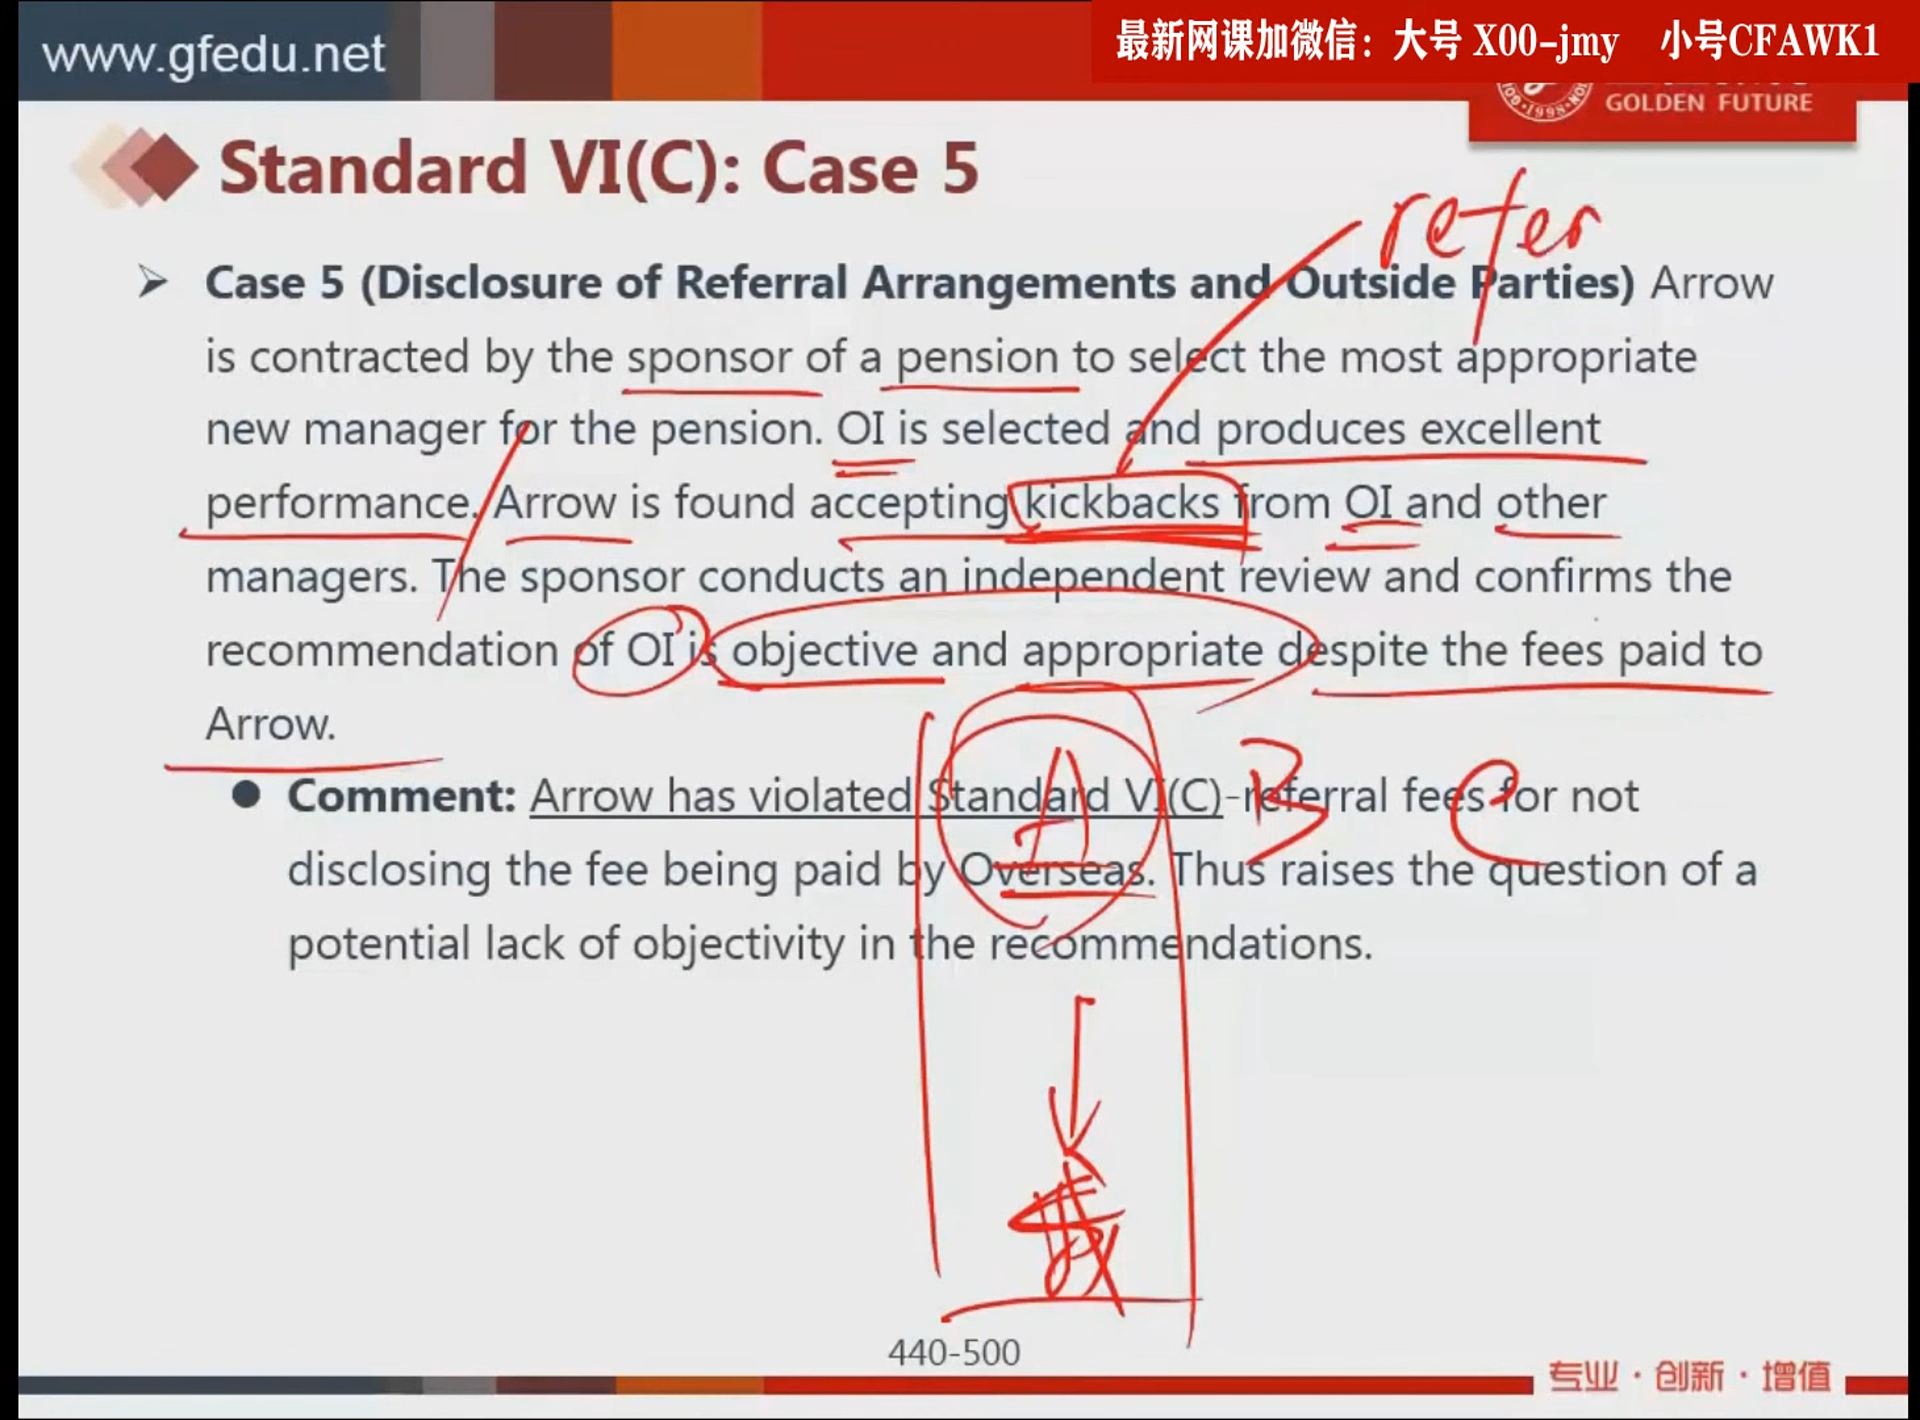 www.gfedu.net
最新网课加微信：大号 X00-jmy 小号CFAWK1
·1998·
GOLDEN FUTURE
Standard VI(C): Case 5
refer
➢ Case 5 (Disclosure of Referral Arrangements and Outside Parties) Arrow
is contracted by the sponsor of a pension to select the most appropriate
new manager for the pension. OI is selected and produces excellent
performance. Arrow is found accepting kickbacks from OI and other
managers. The sponsor conducts an independent review and confirms the
recommendation of OI is objective and appropriate despite the fees paid to
Arrow.
A B C
● Comment: Arrow has violated Standard VI(C)-referral fees for not
disclosing the fee being paid by Overseas. Thus raises the question of a
potential lack of objectivity in the recommendations.
440-500
专业·创新·增值